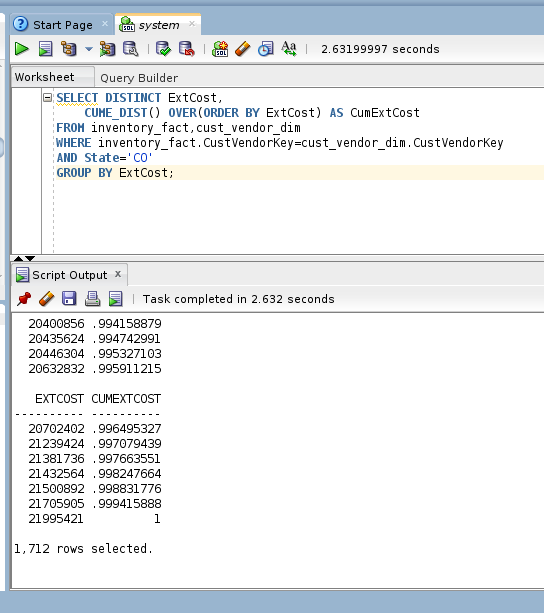 Start Page
system
2.63199997 seconds
Worksheet
Query Builder
SELECT DISTINCT ExtCost,
CUME_DIST() OVER(ORDER BY ExtCost) AS CumExtCost
FROM inventory_fact,cust_vendor_dim
WHERE inventory_fact.CustVendorKey=cust_vendor_dim.CustVendorKey
AND State='CO'
GROUP BY ExtCost;
Script Output
Task completed in 2.632 seconds
20400856 .994158879
20435624 .994742991
20446304 .995327103
20632832 .995911215
EXTCOST CUMEXTCOST
---------- ----------
20702402 .996495327
21239424 .997079439
21381736 .997663551
21432564 .998247664
21500892 .998831776
21705905 .999415888
21995421 1
1,712 rows selected.